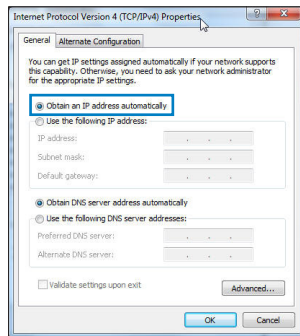 Internet Protocol Version 4 (TCP/IPv4) Properties
General
Alternate Configuration
You can get IP settings assigned automatically if your network supports
this capability. Otherwise, you need to ask your network administrator
for the appropriate IP settings.
Obtain an IP address automatically
Use the following IP address:
IP address:
Subnet mask:
Default gateway:
Obtain DNS server address automatically
Use the following DNS server addresses:
Preferred DNS server:
Alternate DNS server:
Validate settings upon exit
Advanced...
OK
Cancel